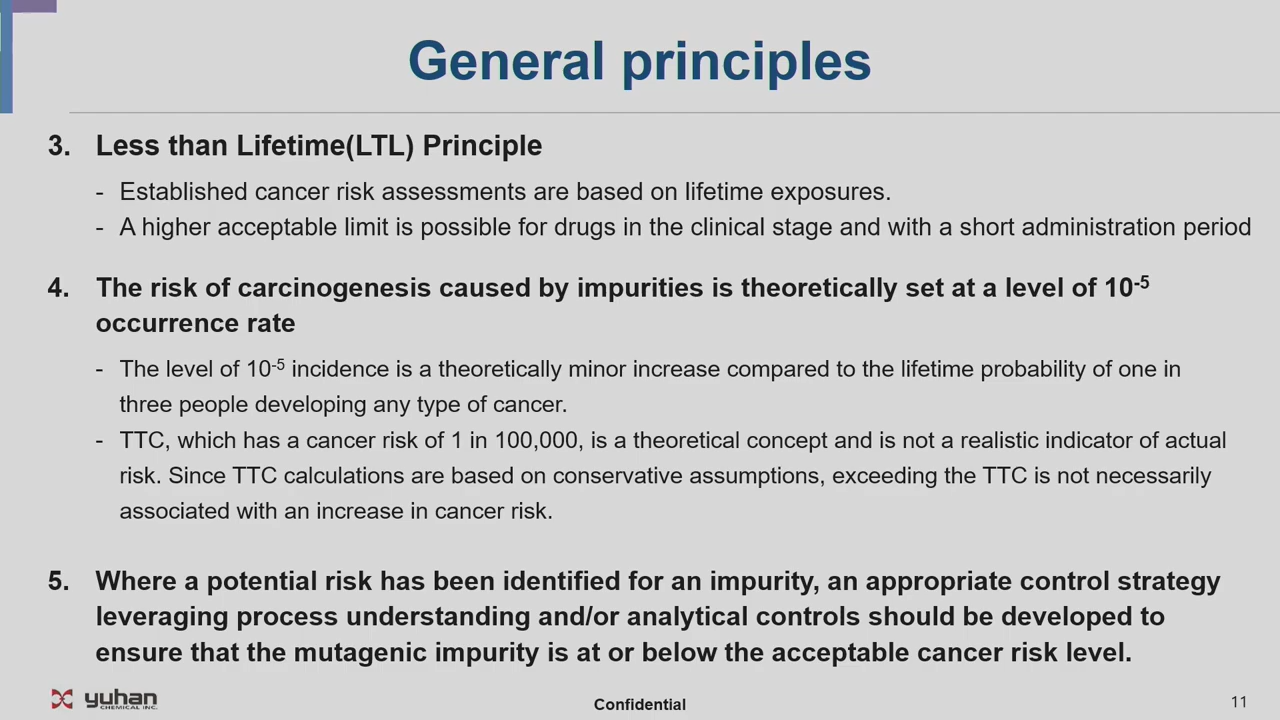 General principles
3. Less than Lifetime(LTL) Principle
- Established cancer risk assessments are based on lifetime exposures.
- A higher acceptable limit is possible for drugs in the clinical stage and with a short administration period
4. The risk of carcinogenesis caused by impurities is theoretically set at a level of 10⁻⁵
occurrence rate
- The level of 10⁻⁵ incidence is a theoretically minor increase compared to the lifetime probability of one in
three people developing any type of cancer.
- TTC, which has a cancer risk of 1 in 100,000, is a theoretical concept and is not a realistic indicator of actual
risk. Since TTC calculations are based on conservative assumptions, exceeding the TTC is not necessarily
associated with an increase in cancer risk.
5. Where a potential risk has been identified for an impurity, an appropriate control strategy
leveraging process understanding and/or analytical controls should be developed to
ensure that the mutagenic impurity is at or below the acceptable cancer risk level.
yuhan
CHEMICAL INC.
Confidential
11